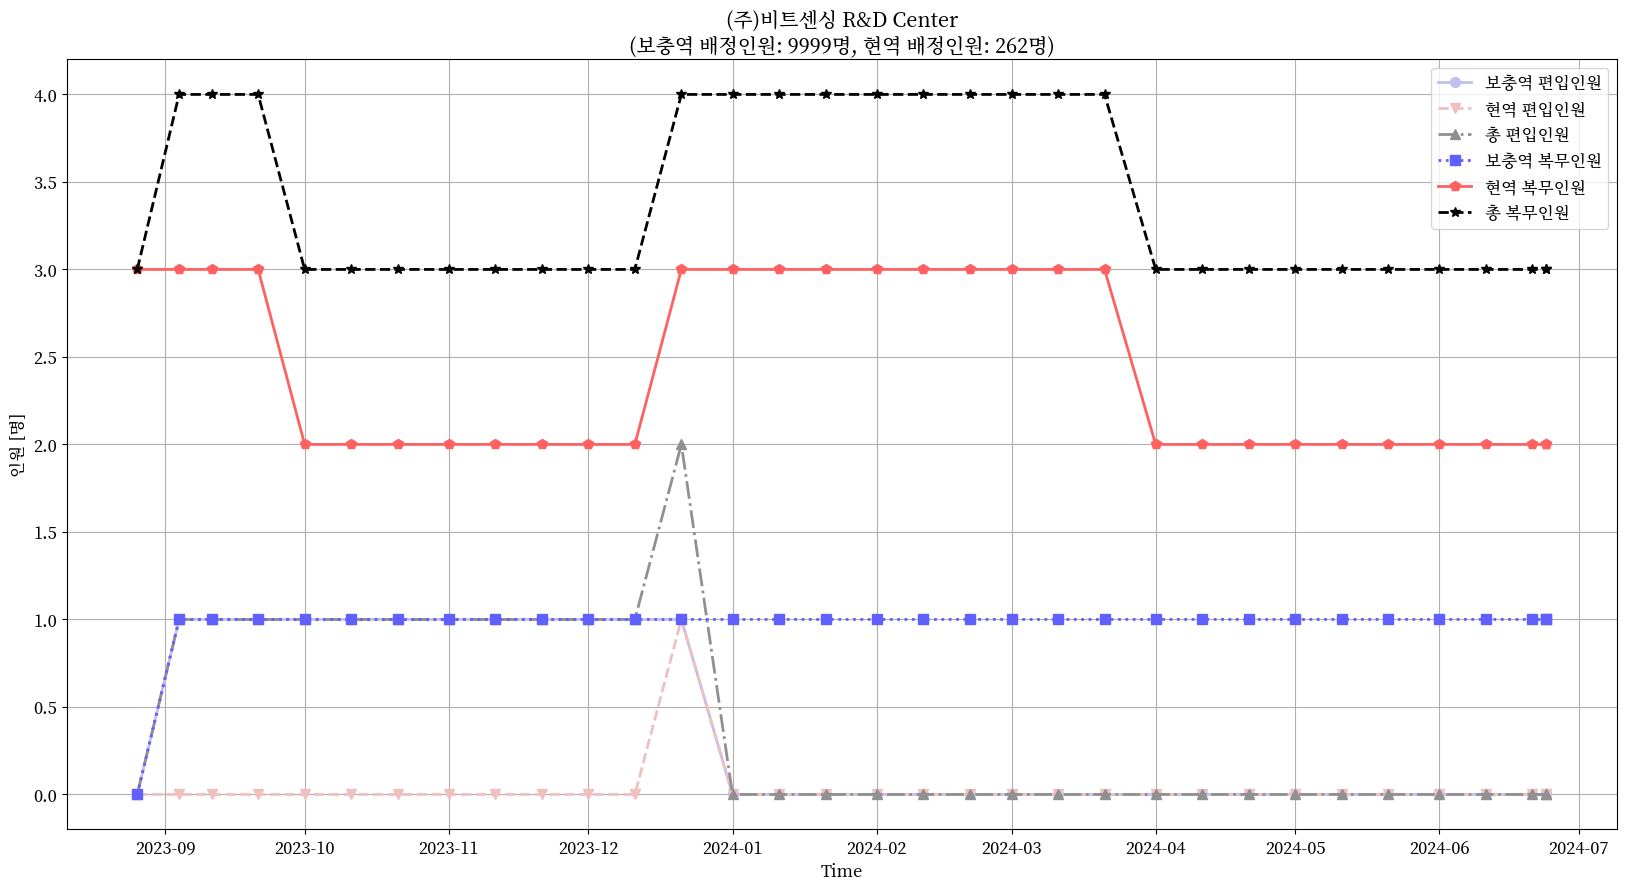 (주)비트센싱 R&D Center
(보충역 배정인원: 9999명, 현역 배정인원: 262명)
4.0
3.5
3.0
2.5
2.0
1.5
1.0
0.5
0.0
인원 [명]
보충역 편입인원
현역 편입인원
총 편입인원
보충역 복무인원
현역 복무인원
총 복무인원
2023-09 2023-10 2023-11 2023-12 2024-01 2024-02 2024-03 2024-04 2024-05 2024-06 2024-07
Time